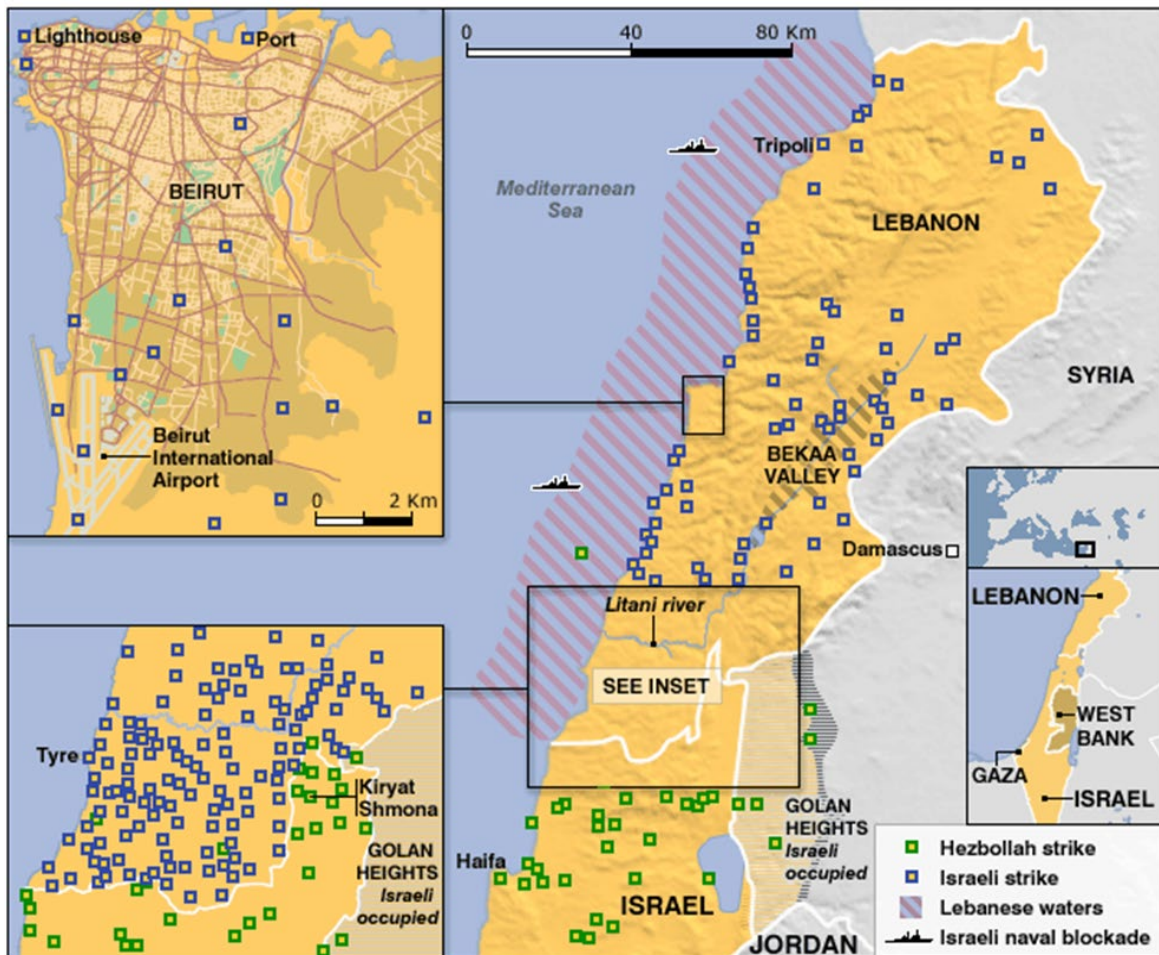 Lighthouse
Port
BEIRUT
Beirut
International
Airport
0 2 Km
0 40 80 Km
Mediterranean
Sea
Tripoli
LEBANON
SYRIA
BEKAA
VALLEY
Damascus
Litani river
SEE INSET
Tyre
Kiryat
Shmona
GOLAN
HEIGHTS
Israeli
occupied
Haifa
GOLAN
HEIGHTS
Israeli
occupied
ISRAEL
JORDAN
LEBANON
WEST
BANK
GAZA
ISRAEL
Hezbollah strike
Israeli strike
Lebanese waters
Israeli naval blockade